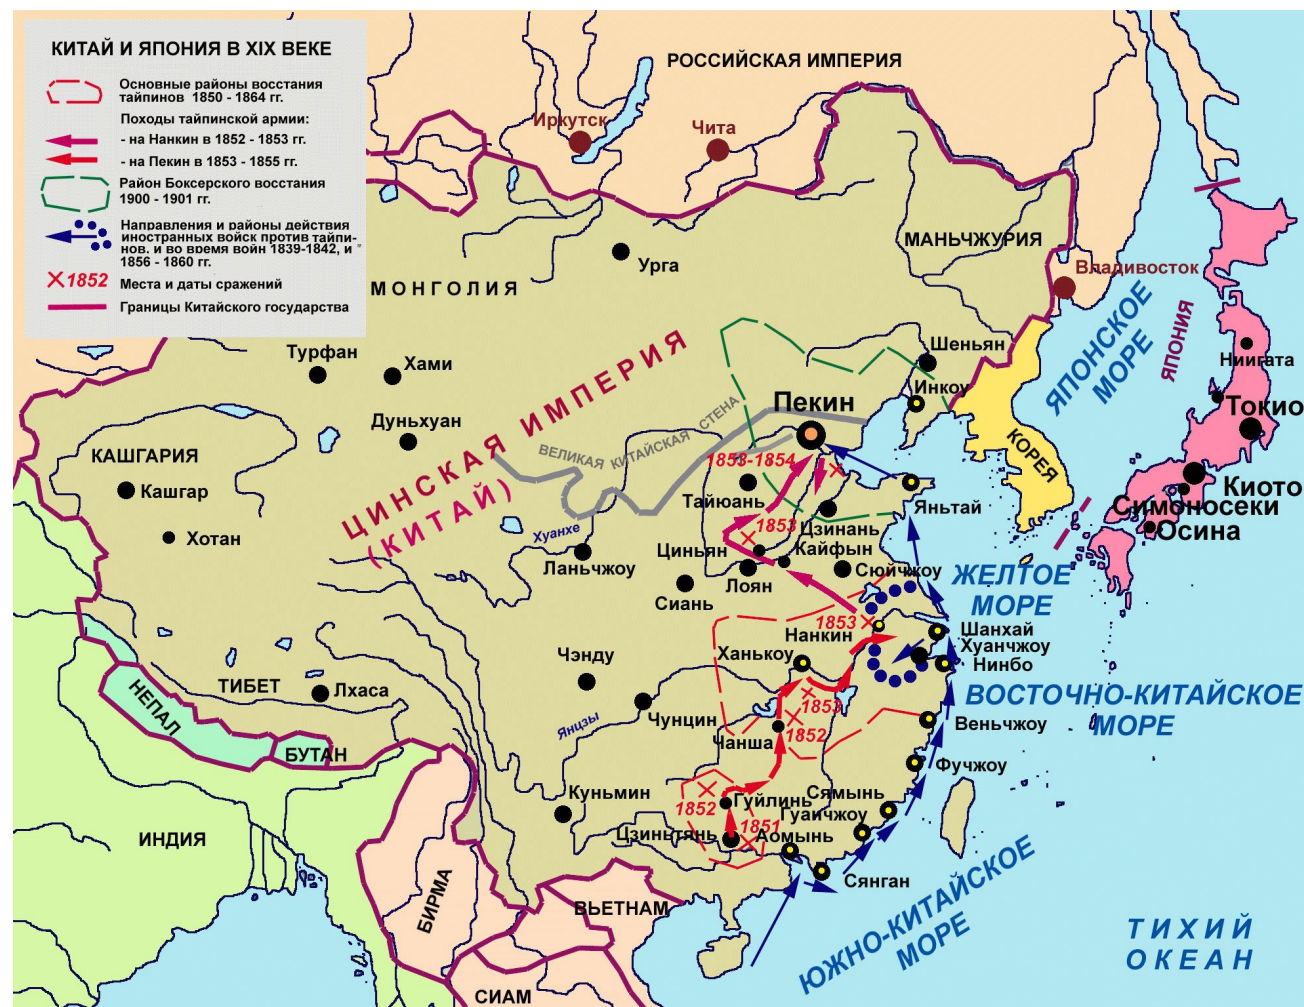 КИТАЙ И ЯПОНИЯ В XIX ВЕКЕ
Основные районы восстания
тайпинов 1850 - 1864 гг.
Походы тайпинской армии:
- на Нанкин в 1852 - 1853 гг.
- на Пекин в 1853 - 1855 гг.
Район Боксерского восстания
1900 - 1901 гг.
Направления и районы действия
иностранных войск против тайпи-
нов. и во время войн 1839-1842, и
1856 - 1860 гг.
1852
Места и даты сражений
Границы Китайского государства
РОССИЙСКАЯ ИМПЕРИЯ
Иркутск
Чита
МАНЬЧЖУРИЯ
Урга
Владивосток
МОНГОЛИЯ
ЯПОНСКОЕ
МОРЕ
ЯПОНИЯ
Ниигата
Токио
Киото
Симоносеки
Осина
Турфан
Хами
Дуньхуан
ЦИНСКАЯ ИМПЕРИЯ
(КИТАЙ)
ВЕЛИКАЯ КИТАЙСКАЯ СТЕНА
Шеньян
Инкоу
Пекин
КОРЕЯ
КАШГАРИЯ
Кашгар
Хотан
1853-1854
Тайюань
Яньтай
Цзинань
1853
Хуанхе
Ланьчжоу
Циньян
Кайфын
Лоян
Сюйчжоу
Сиань
ЖЕЛТОЕ
МОРЕ
1853
Нанкин
Шанхай
Хуанчжоу
Нинбо
Ханькоу
Чэнду
ТИБЕТ
Лхаса
НЕПАЛ
БУТАН
Янцзы
Чунцин
1853
1852
Чанша
ВОСТОЧНО-КИТАЙСКОЕ
МОРЕ
Веньчжоу
Фучжоу
Куньмин
1852
Гуйлинь
Сямынь
Гуаичжоу
1851
Цзиньтянь
Аомынь
Сянган
ИНДИЯ
БИРМА
ВЬЕТНАМ
СИАМ
ЮЖНО-КИТАЙСКОЕ
МОРЕ
ТИХИЙ
ОКЕАН